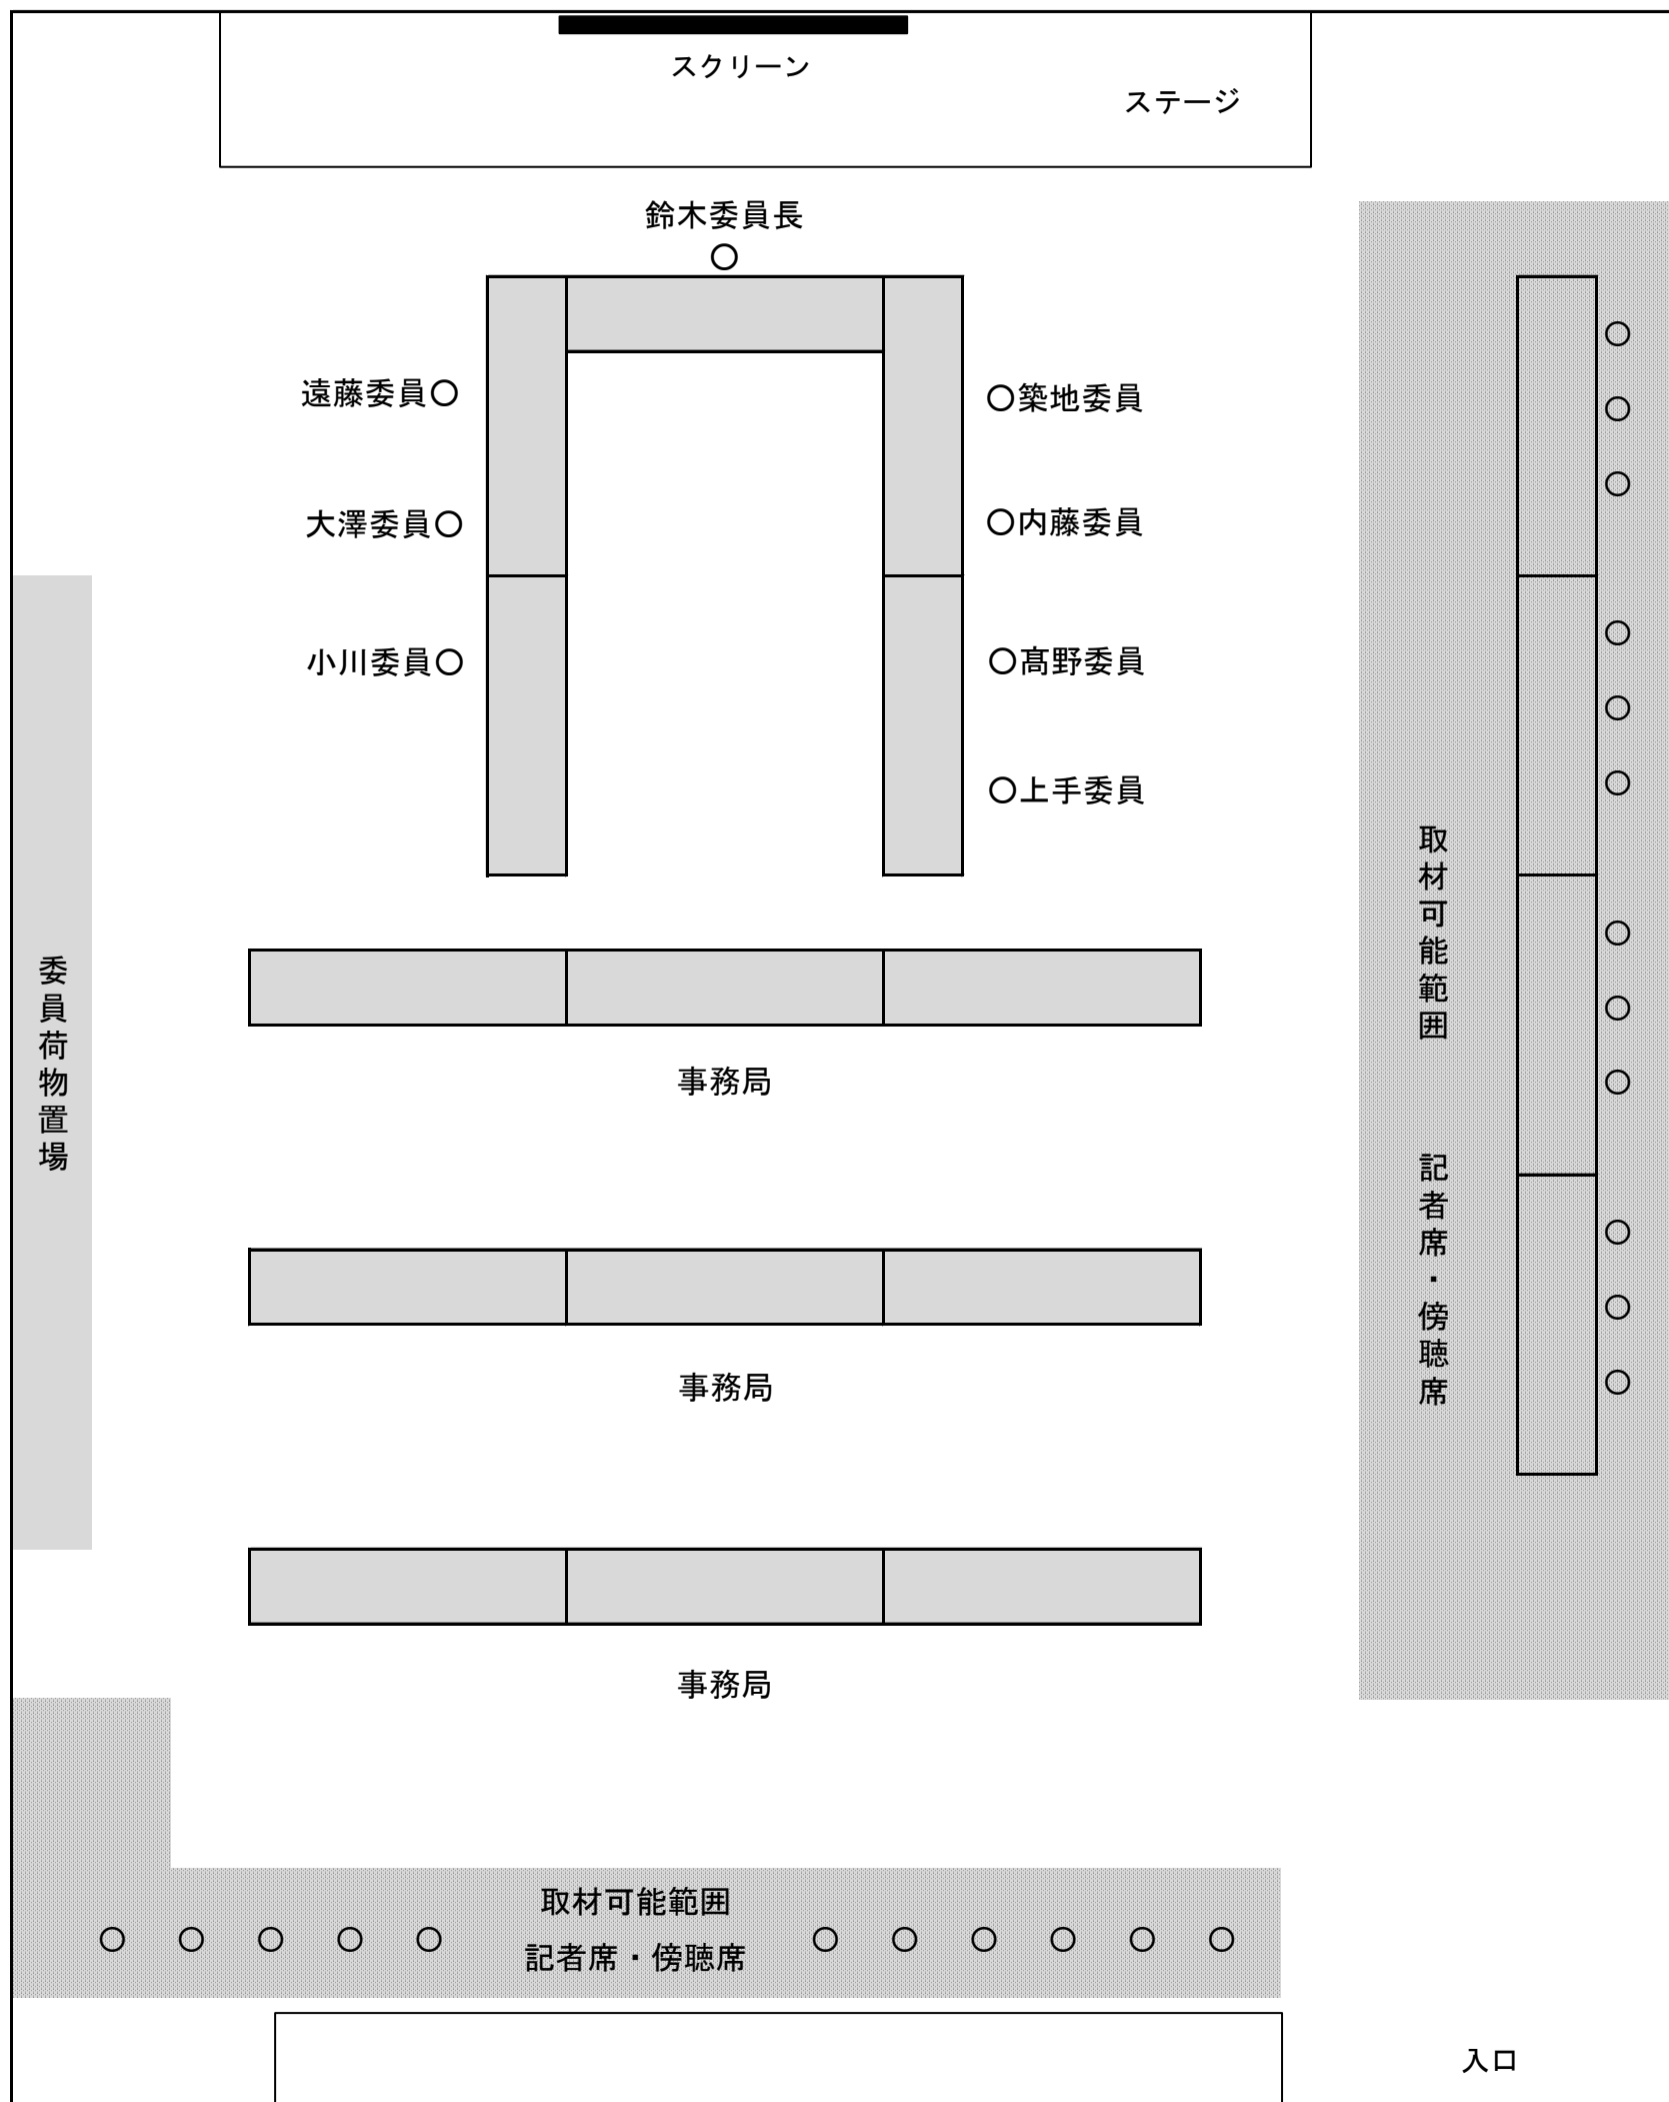 スクリーン
ステージ
鈴木委員長
○
遠藤委員○
○築地委員
大澤委員○
○内藤委員
小川委員○
○髙野委員
○上手委員
取材可能範囲　記者席・傍聴席
委員荷物置場
事務局
事務局
事務局
取材可能範囲
記者席・傍聴席
入口